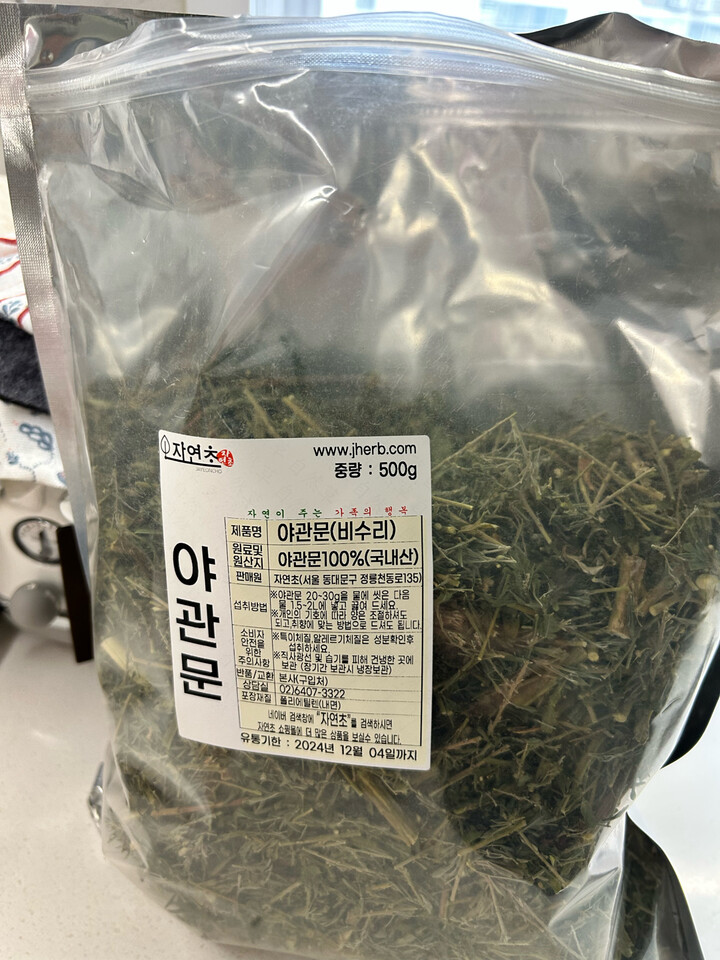 자연초
www.jherb.com
중량 : 500g
자연이 주는 가족의 행복
야관문
제품명 야관문(비수리)
원료및 원산지 야관문100%(국내산)
판매원 자연초(서울 동대문구 정릉천동로135)
섭취방법 ※야관문 20~30g을 물에 씻은 다음
물 1.5~2L에 넣고 끓여 드세요.
※개인의 기호에 따라 양은 조절하셔도
되고,취향에 맞는 방법으로 드셔도 됩니다.
소비자 안전을 위한 주의사항 ※특이체질,알레르기체질은 성분확인후
섭취하세요.
※직사광선 및 습기를 피해 건냉한 곳에
보관 (장기간 보관시 냉장보관)
반품/교환 본사(구입처)
상담실 02)6407-3322
포장재질 폴리에틸렌(내면)
네이버 검색창에 "자연초"를 검색하시면
자연초 쇼핑몰에 더 많은 상품을 보실수 있습니다.
유통기한 : 2024년 12월 04일까지